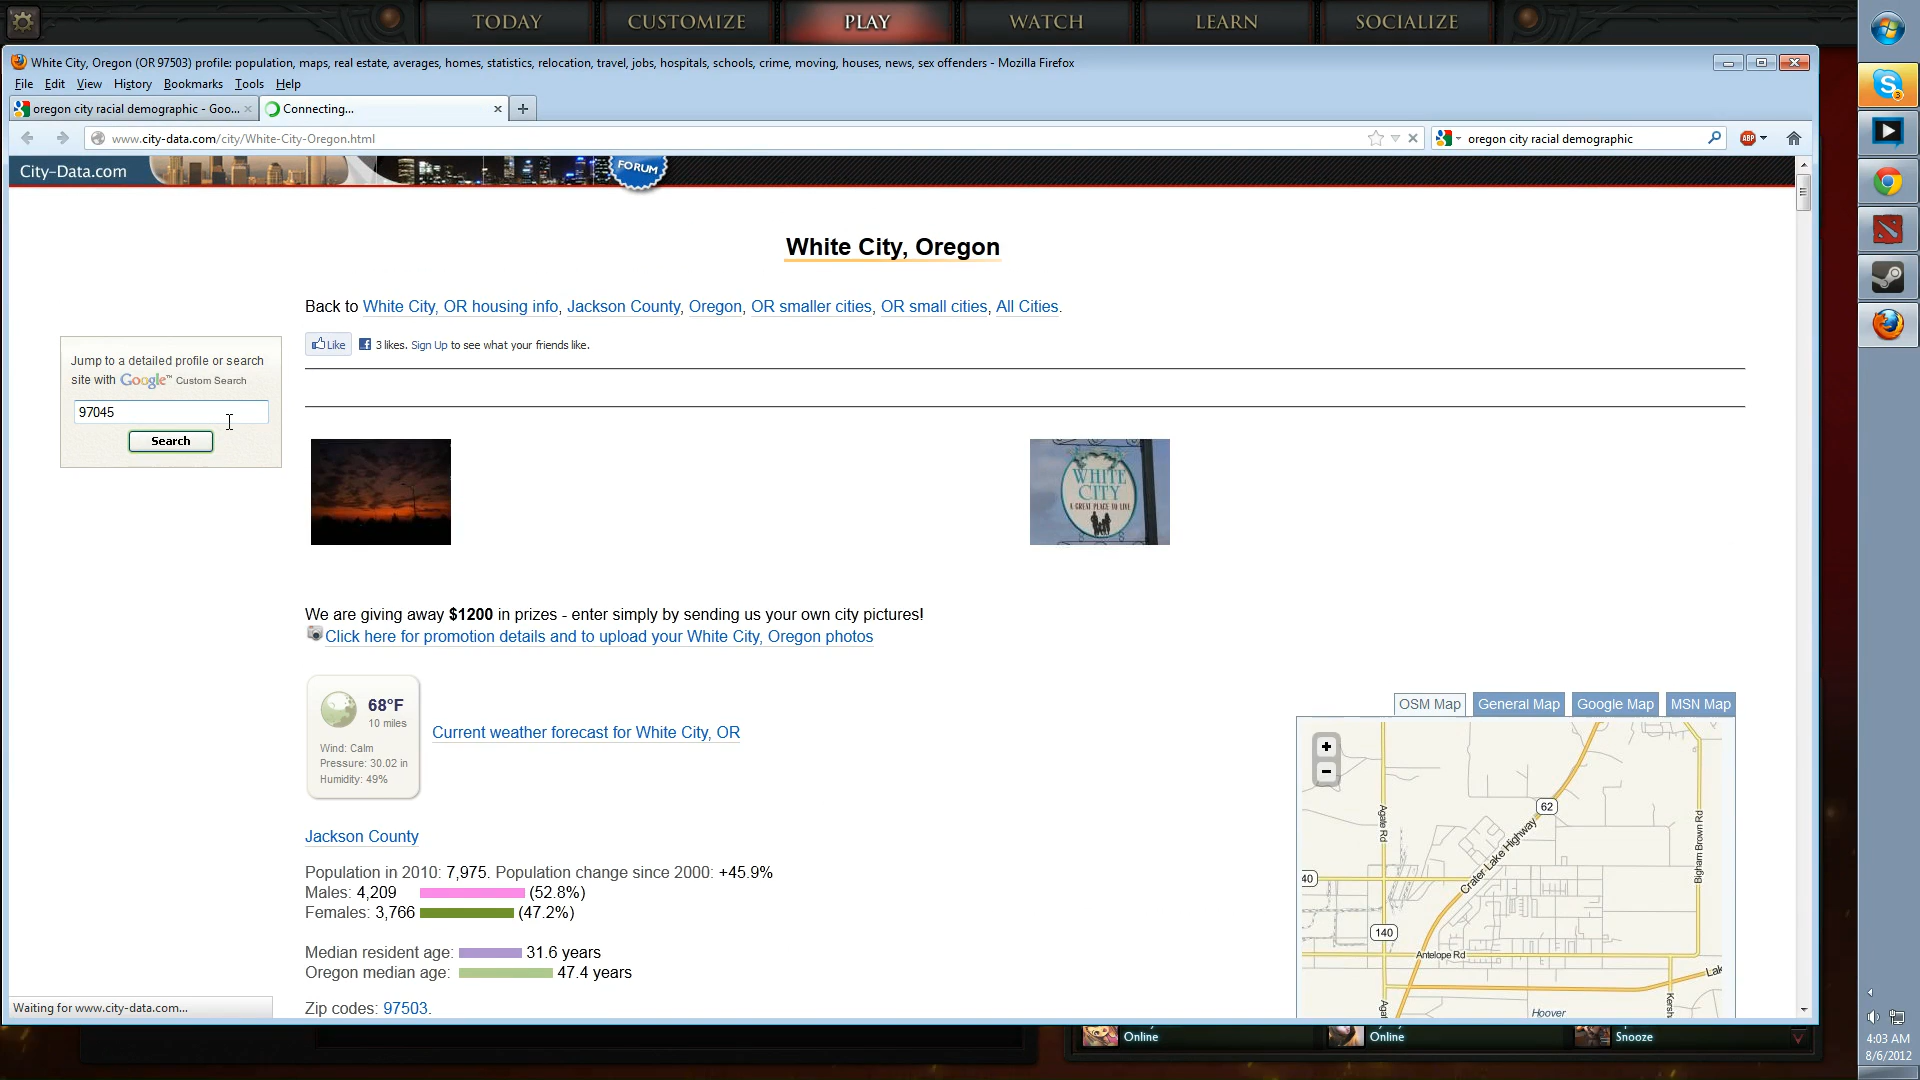 TODAY
CUSTOMIZE
PLAY
WATCH
LEARN
SOCIALIZE
White City, Oregon (OR 97503) profile: population, maps, real estate, averages, homes, statistics, relocation, travel, jobs, hospitals, schools, crime, moving, houses, news, sex offenders - Mozilla Firefox
File Edit View History Bookmarks Tools Help
oregon city racial demographic - Goo...
Connecting...
www.city-data.com/city/White-City-Oregon.html
oregon city racial demographic
ABP
City-Data.com
FORUM
White City, Oregon
Back to White City, OR housing info, Jackson County, Oregon, OR smaller cities, OR small cities, All Cities.
Like
3 likes. Sign Up to see what your friends like.
Jump to a detailed profile or search
site with Google™ Custom Search
97045
Search
WHITE
CITY
A GREAT PLACE TO LIVE
We are giving away $1200 in prizes - enter simply by sending us your own city pictures!
Click here for promotion details and to upload your White City, Oregon photos
68°F
10 miles
Wind: Calm
Pressure: 30.02 in
Humidity: 49%
Current weather forecast for White City, OR
OSM Map
General Map
Google Map
MSN Map
+
-
62
Agate Rd
Crater Lake Highway
Bigham Brown Rd
40
140
Antelope Rd
Lak
Agat
Kersh
Hoover
Jackson County
Population in 2010: 7,975. Population change since 2000: +45.9%
Males: 4,209 (52.8%)
Females: 3,766 (47.2%)
Median resident age: 31.6 years
Oregon median age: 47.4 years
Zip codes: 97503.
Waiting for www.city-data.com...
Online
Online
Snooze
4:03 AM
8/6/2012